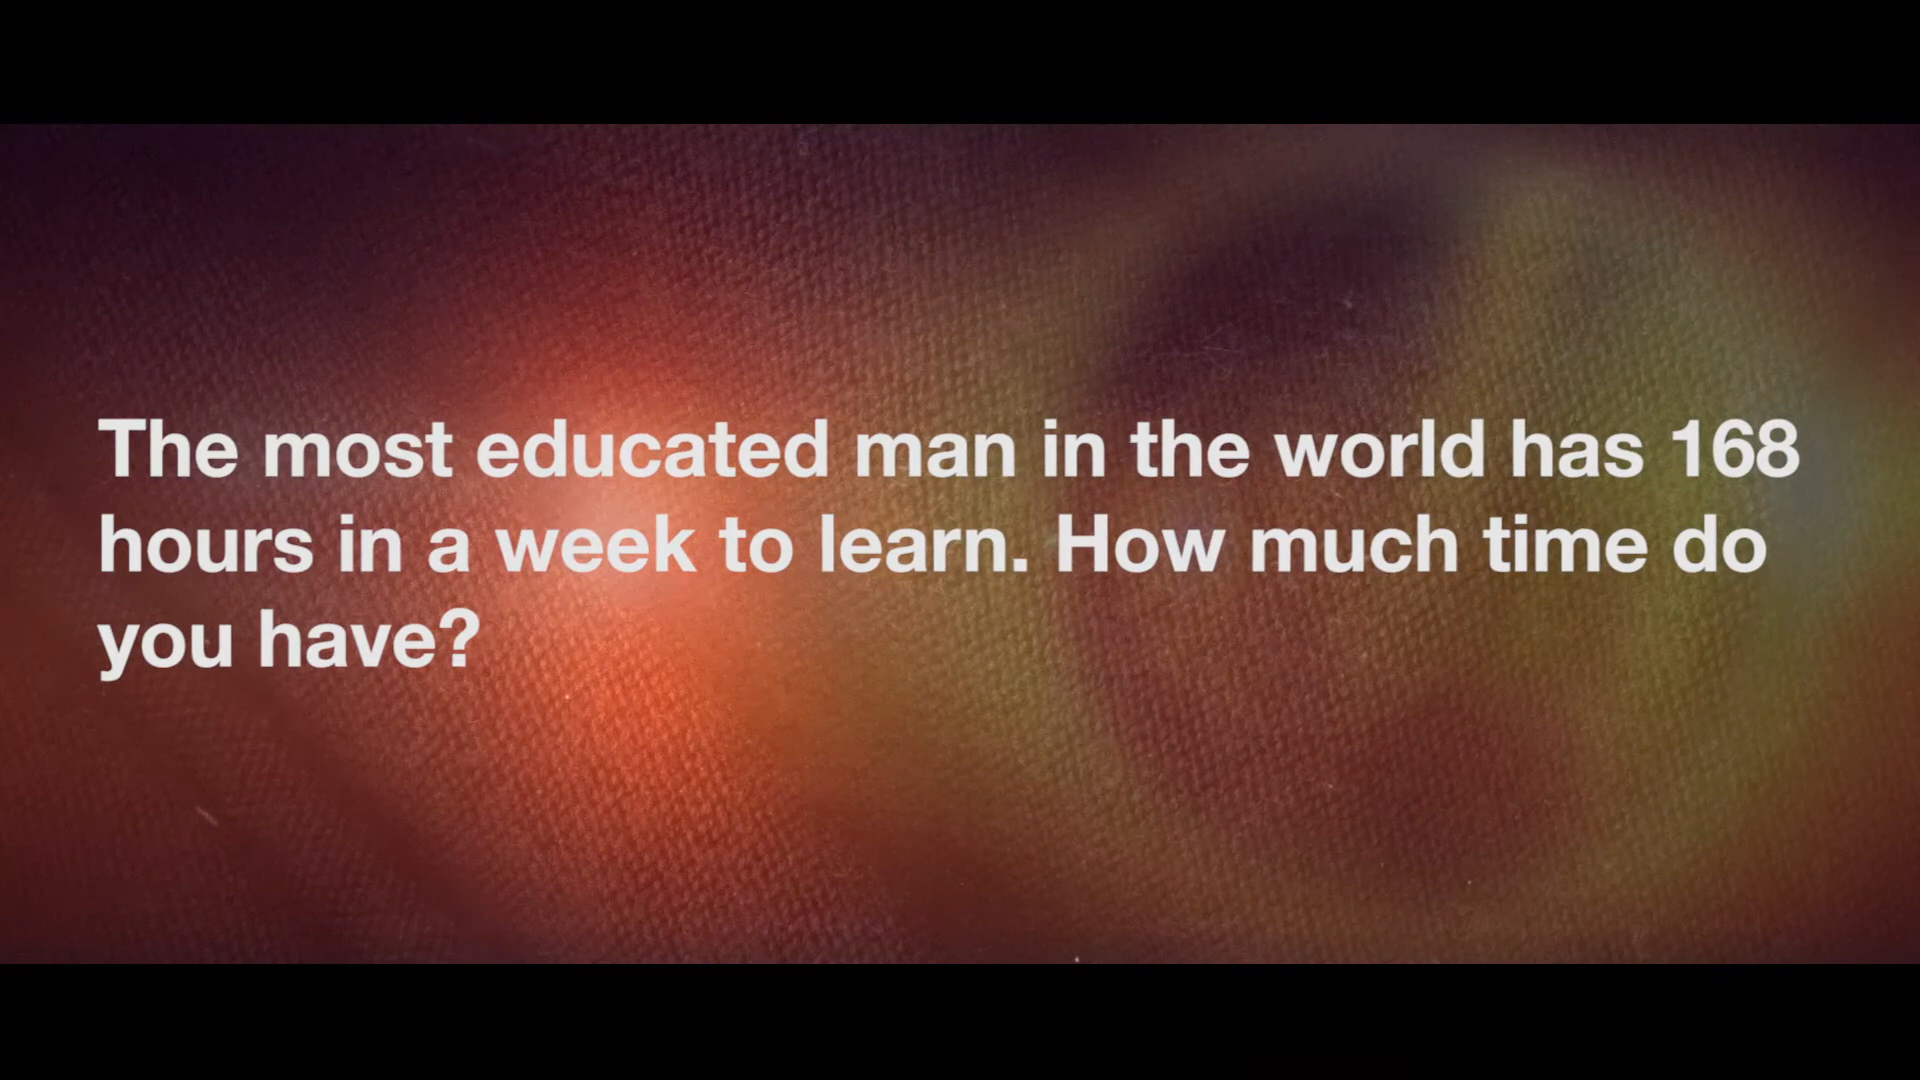 The most educated man in the world has 168
hours in a week to learn. How much time do
you have?